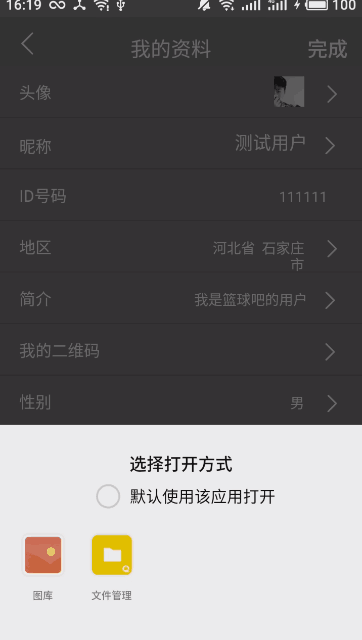 16:19 100
我的资料 完成
头像
昵称 测试用户
ID号码 111111
地区 河北省 石家庄
市
简介 我是篮球吧的用户
我的二维码
性别 男
选择打开方式
默认使用该应用打开
图库 文件管理